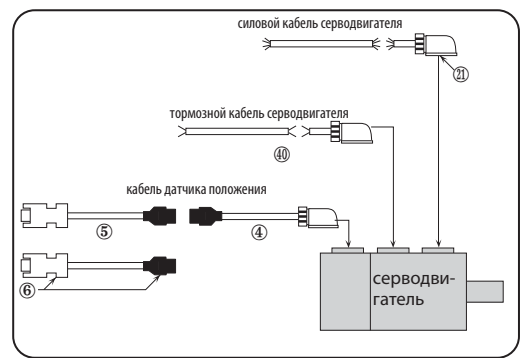 силовой кабель серводвигателя
㉑
тормозной кабель серводвигателя
㊵
кабель датчика положения
⑤
④
⑥
серводви-
гатель